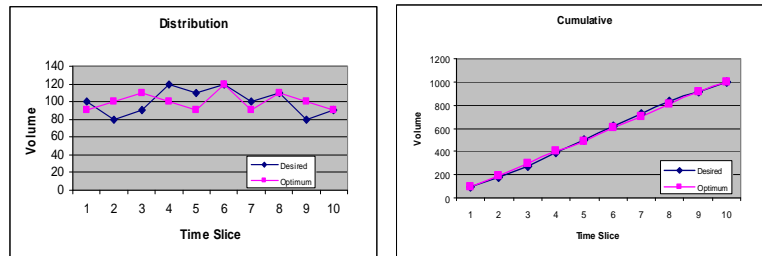 Distribution
140
120
100
80
60
40
20
0
Volume
Desired
Optimum
1 2 3 4 5 6 7 8 9 10
Time Slice
Cumulative
1200
1000
800
600
400
200
0
Volume
Desired
Optimum
1 2 3 4 5 6 7 8 9 10
Time Slice